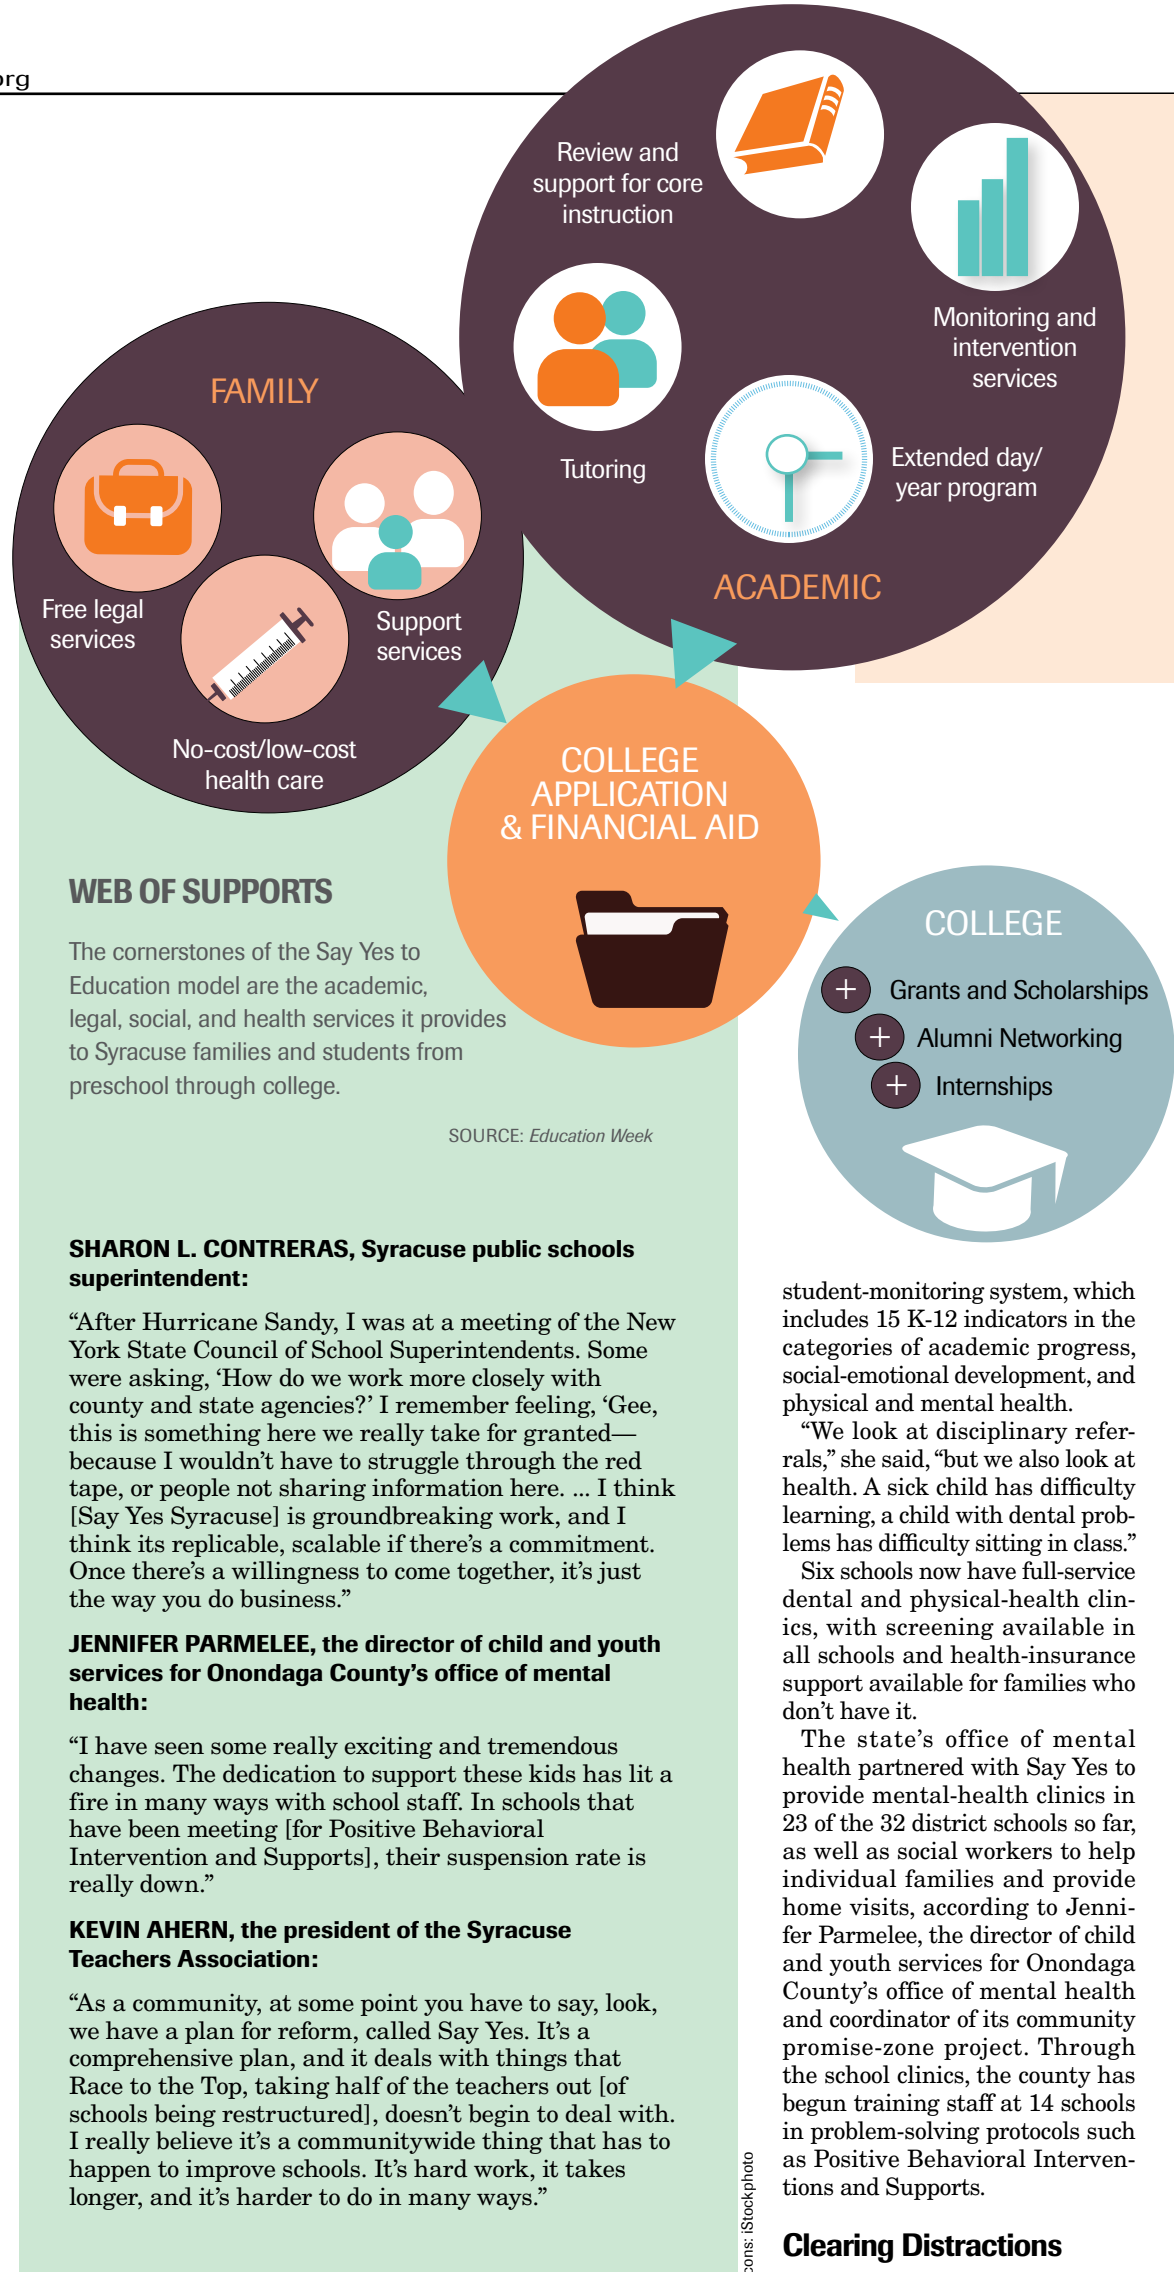 Review and
support for core
instruction
Monitoring and
intervention
services
Tutoring
Extended day/
year program
ACADEMIC
FAMILY
Free legal
services
Support
services
No-cost/low-cost
health care
COLLEGE
APPLICATION
& FINANCIAL AID
COLLEGE
+ Grants and Scholarships
+ Alumni Networking
+ Internships
WEB OF SUPPORTS
The cornerstones of the Say Yes to
Education model are the academic,
legal, social, and health services it provides
to Syracuse families and students from
preschool through college.
SOURCE: Education Week
SHARON L. CONTRERAS, Syracuse public schools
superintendent:
“After Hurricane Sandy, I was at a meeting of the New
York State Council of School Superintendents. Some
were asking, ‘How do we work more closely with
county and state agencies?’ I remember feeling, ‘Gee,
this is something here we really take for granted—
because I wouldn’t have to struggle through the red
tape, or people not sharing information here. ... I think
[Say Yes Syracuse] is groundbreaking work, and I
think its replicable, scalable if there’s a commitment.
Once there’s a willingness to come together, it’s just
the way you do business.”
JENNIFER PARMELEE, the director of child and youth
services for Onondaga County’s office of mental
health:
“I have seen some really exciting and tremendous
changes. The dedication to support these kids has lit a
fire in many ways with school staff. In schools that
have been meeting [for Positive Behavioral
Intervention and Supports], their suspension rate is
really down.”
KEVIN AHERN, the president of the Syracuse
Teachers Association:
“As a community, at some point you have to say, look,
we have a plan for reform, called Say Yes. It’s a
comprehensive plan, and it deals with things that
Race to the Top, taking half of the teachers out [of
schools being restructured], doesn’t begin to deal with.
I really believe it’s a communitywide thing that has to
happen to improve schools. It’s hard work, it takes
longer, and it’s harder to do in many ways.”
iStockphoto
student-monitoring system, which
includes 15 K-12 indicators in the
categories of academic progress,
social-emotional development, and
physical and mental health.
“We look at disciplinary refer-
rals,” she said, “but we also look at
health. A sick child has difficulty
learning, a child with dental prob-
lems has difficulty sitting in class.”
Six schools now have full-service
dental and physical-health clin-
ics, with screening available in
all schools and health-insurance
support available for families who
don’t have it.
The state’s office of mental
health partnered with Say Yes to
provide mental-health clinics in
23 of the 32 district schools so far,
as well as social workers to help
individual families and provide
home visits, according to Jenni-
fer Parmelee, the director of child
and youth services for Onondaga
County’s office of mental health
and coordinator of its community
promise-zone project. Through
the school clinics, the county has
begun training staff at 14 schools
in problem-solving protocols such
as Positive Behavioral Interven-
tions and Supports.
Clearing Distractions